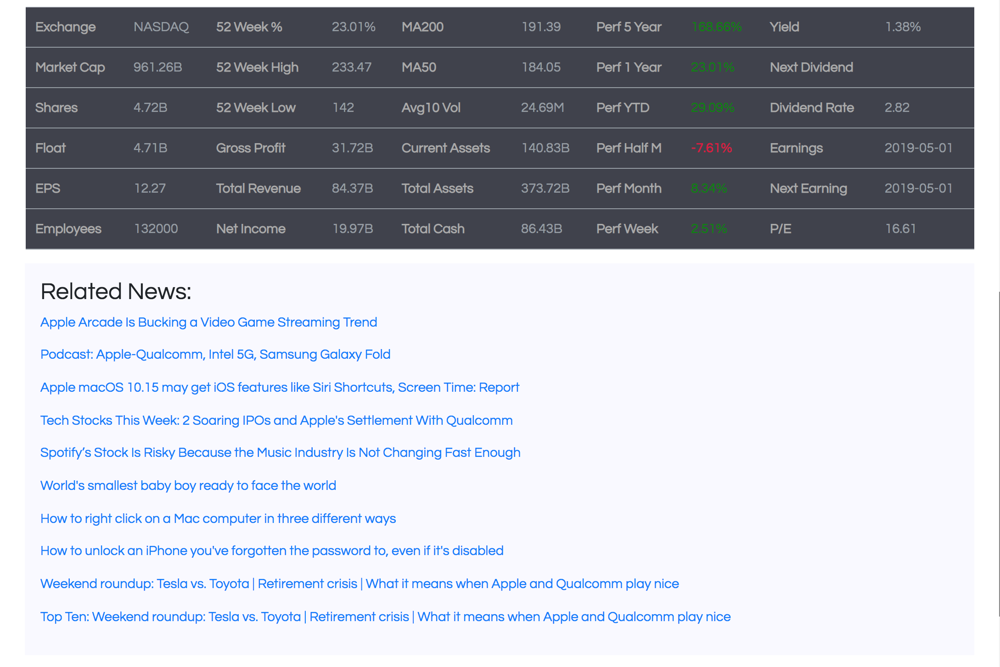 Exchange NASDAQ 52 Week % 23.01% MA200 191.39 Perf 5 Year 168.66% Yield 1.38%
Market Cap 961.26B 52 Week High 233.47 MA50 184.05 Perf 1 Year 23.01% Next Dividend
Shares 4.72B 52 Week Low 142 Avg10 Vol 24.69M Perf YTD 29.09% Dividend Rate 2.82
Float 4.71B Gross Profit 31.72B Current Assets 140.83B Perf Half M -7.61% Earnings 2019-05-01
EPS 12.27 Total Revenue 84.37B Total Assets 373.72B Perf Month 8.34% Next Earning 2019-05-01
Employees 132000 Net Income 19.97B Total Cash 86.43B Perf Week 2.51% P/E 16.61
Related News:
Apple Arcade Is Bucking a Video Game Streaming Trend
Podcast: Apple-Qualcomm, Intel 5G, Samsung Galaxy Fold
Apple macOS 10.15 may get iOS features like Siri Shortcuts, Screen Time: Report
Tech Stocks This Week: 2 Soaring IPOs and Apple's Settlement With Qualcomm
Spotify’s Stock Is Risky Because the Music Industry Is Not Changing Fast Enough
World's smallest baby boy ready to face the world
How to right click on a Mac computer in three different ways
How to unlock an iPhone you've forgotten the password to, even if it's disabled
Weekend roundup: Tesla vs. Toyota | Retirement crisis | What it means when Apple and Qualcomm play nice
Top Ten: Weekend roundup: Tesla vs. Toyota | Retirement crisis | What it means when Apple and Qualcomm play nice